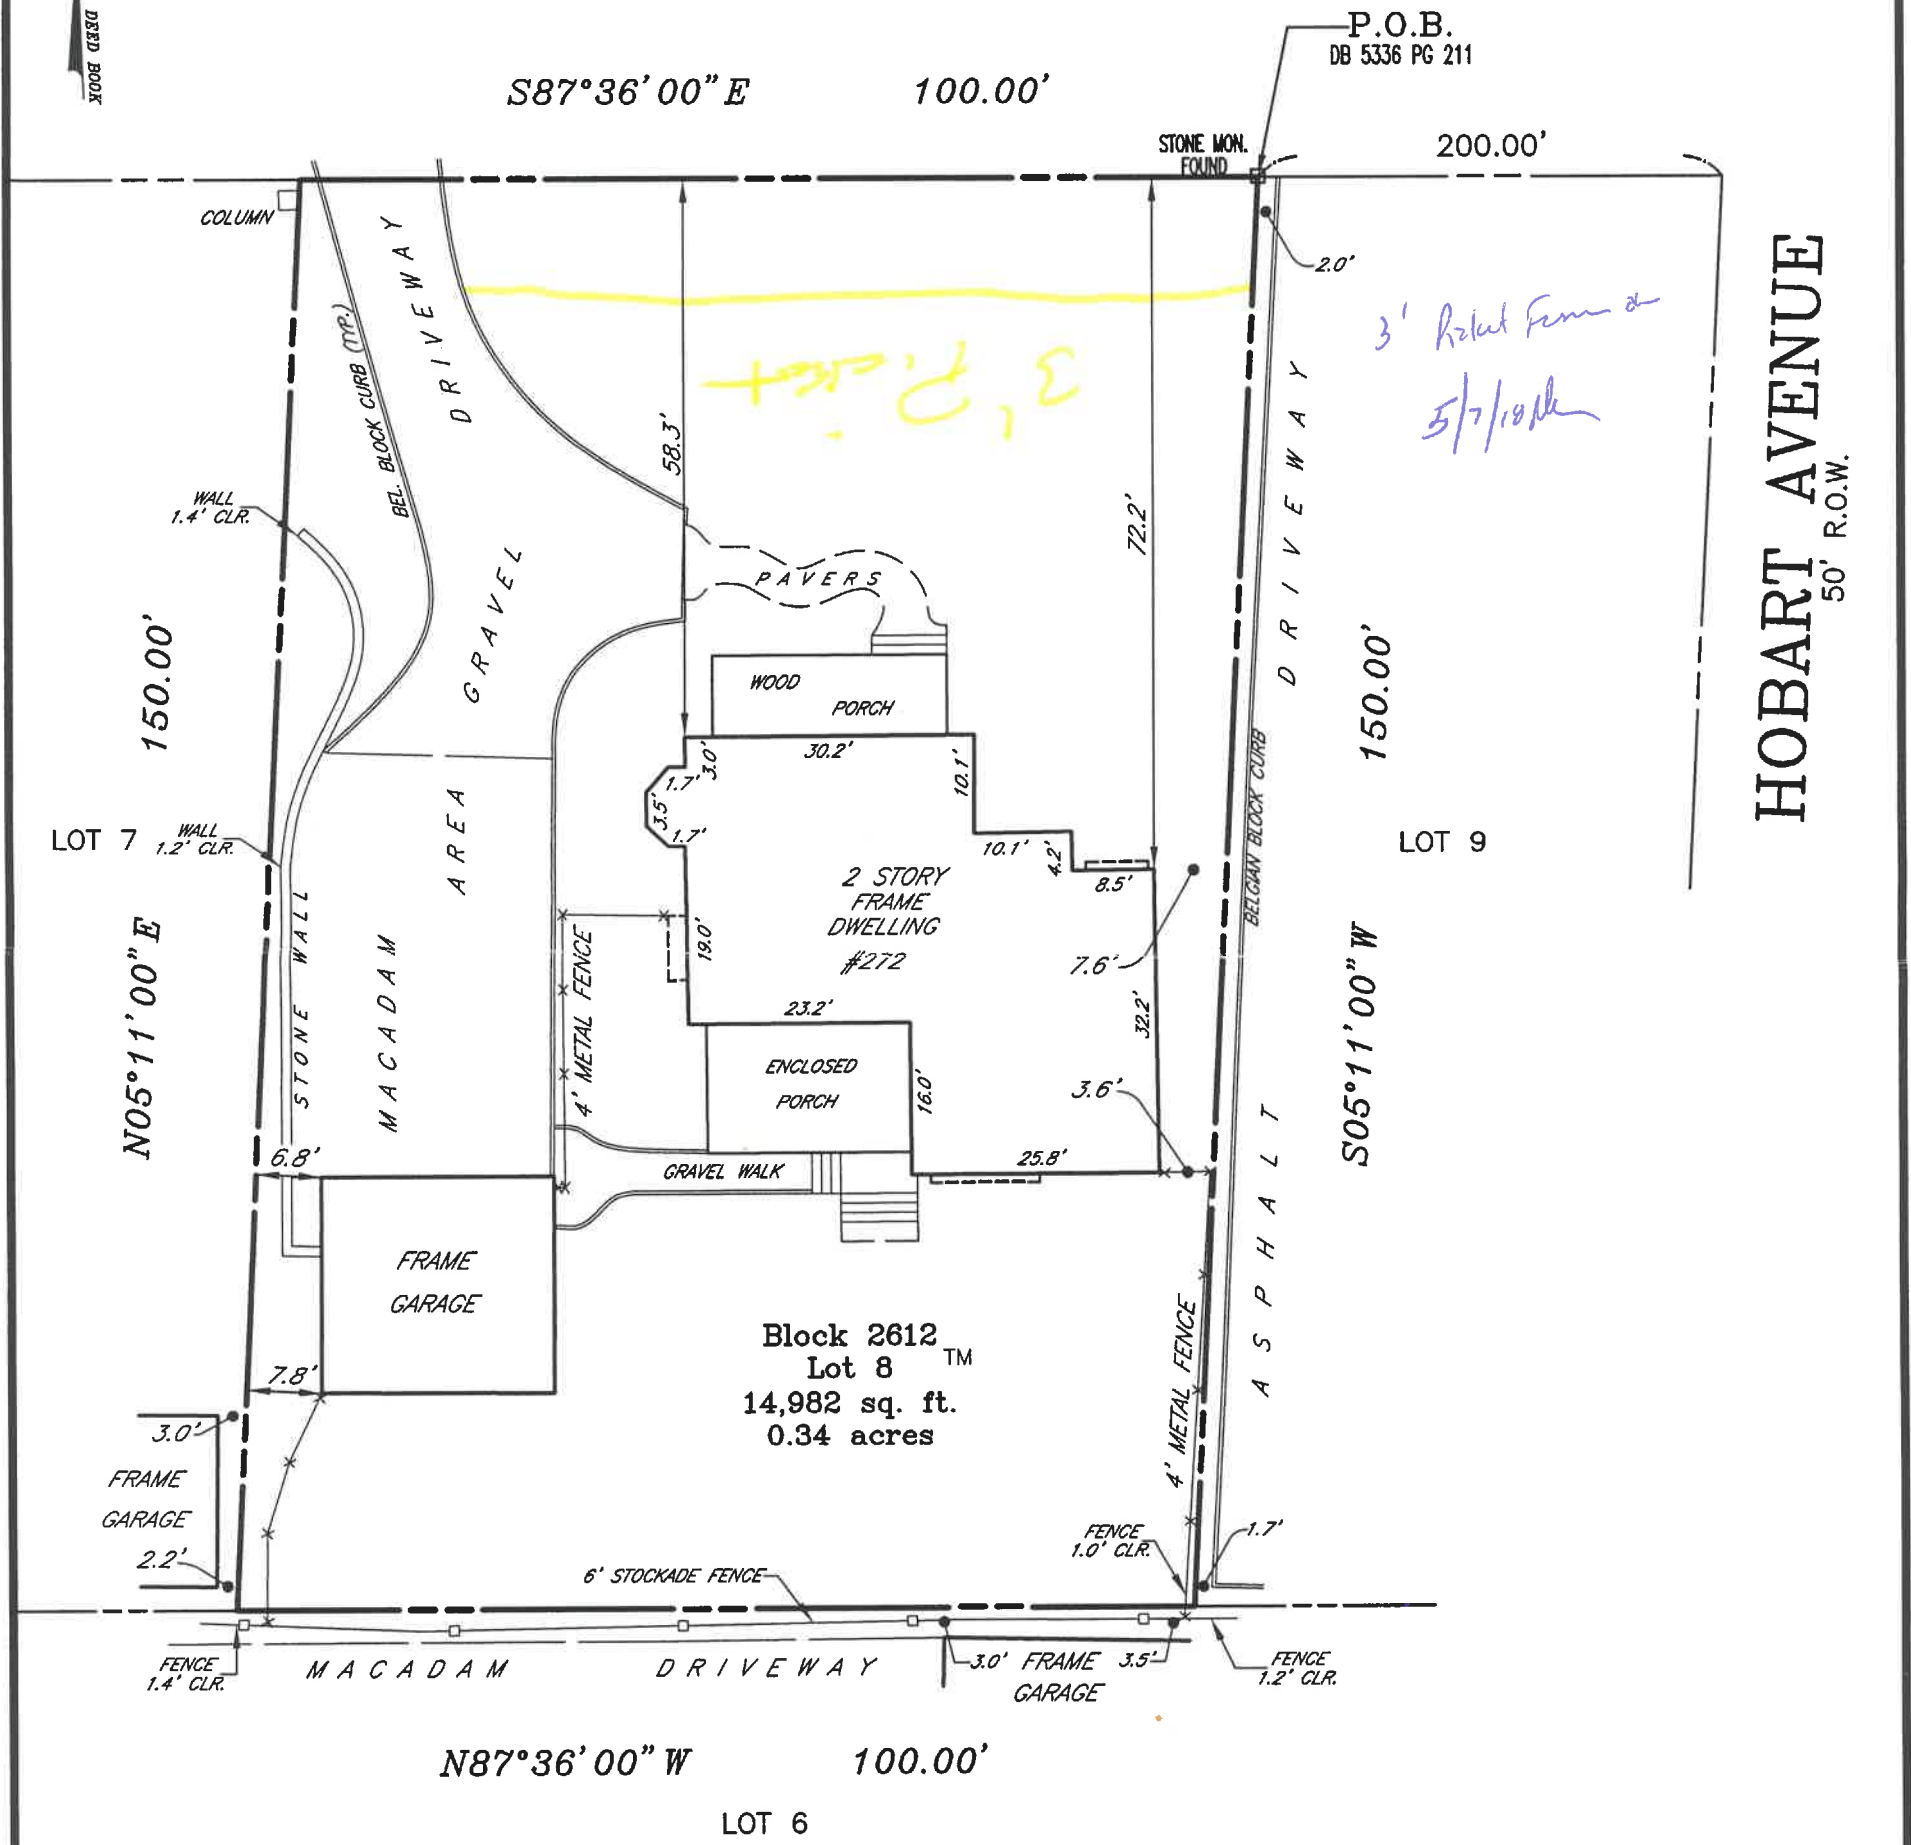 DEED BOOK
P.O.B.
DB 5336 PG 211
S87°36'00"E 100.00'
STONE MON.
FOUND
200.00'
COLUMN
2.0'
3' Picket
3' Picket
5/7/18
HOBART AVENUE
50' R.O.W.
BEL. BLOCK CURB (TYP.)
DRIVEWAY
58.3'
72.2'
DRIVEWAY
WALL
1.4' CLR.
GRAVEL
PAVERS
150.00'
150.00'
WOOD
PORCH
30.2'
3.0'
1.7'
3.5'
1.7'
10.1'
10.1'
4.2'
8.5'
BELGIAN BLOCK CURB
LOT 7
WALL
1.2' CLR.
AREA
2 STORY
FRAME
DWELLING
#272
LOT 9
STONE WALL
MACADAM
4' METAL FENCE
19.0'
7.6'
32.2'
N05°11'00"E
S05°11'00"W
23.2'
ENCLOSED
PORCH
16.0'
3.6'
6.8'
GRAVEL WALK
25.8'
ASPHALT
FRAME
GARAGE
Block 2612
Lot 8 TM
14,982 sq. ft.
0.34 acres
4' METAL FENCE
7.8'
3.0'
FRAME
GARAGE
2.2'
6' STOCKADE FENCE
FENCE
1.0' CLR.
1.7'
FENCE
1.4' CLR.
MACADAM DRIVEWAY
3.0' FRAME 3.5'
GARAGE
FENCE
1.2' CLR.
N87°36'00"W 100.00'
LOT 6